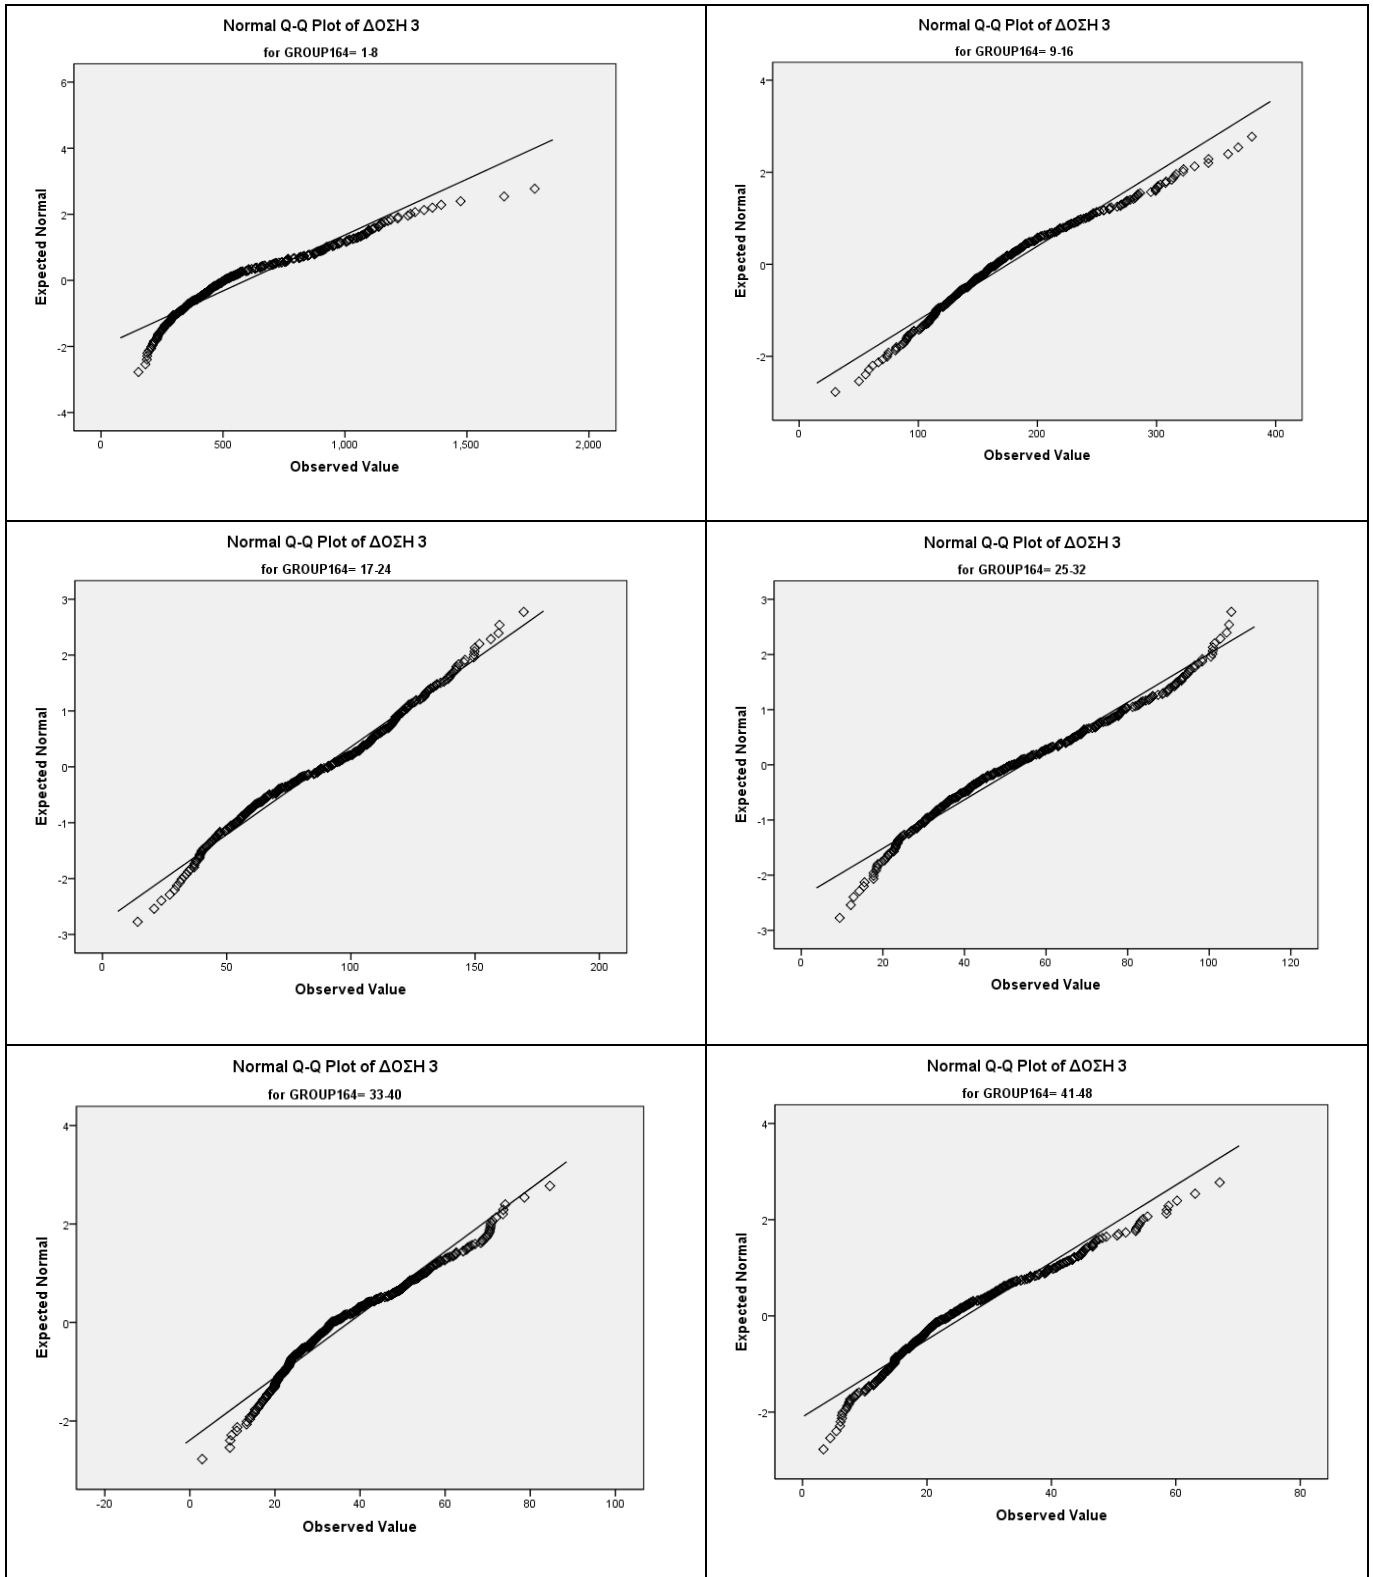 Normal Q-Q Plot of ΔΟΣΗ 3
for GROUP164= 1-8
Expected Normal
6
4
2
0
-2
-4
0 500 1,000 1,500 2,000
Observed Value
Normal Q-Q Plot of ΔΟΣΗ 3
for GROUP164= 9-16
Expected Normal
4
2
0
-2
0 100 200 300 400
Observed Value
Normal Q-Q Plot of ΔΟΣΗ 3
for GROUP164= 17-24
Expected Normal
3
2
1
0
-1
-2
-3
0 50 100 150 200
Observed Value
Normal Q-Q Plot of ΔΟΣΗ 3
for GROUP164= 25-32
Expected Normal
3
2
1
0
-1
-2
-3
0 20 40 60 80 100 120
Observed Value
Normal Q-Q Plot of ΔΟΣΗ 3
for GROUP164= 33-40
Expected Normal
4
2
0
-2
-20 0 20 40 60 80 100
Observed Value
Normal Q-Q Plot of ΔΟΣΗ 3
for GROUP164= 41-48
Expected Normal
4
2
0
-2
0 20 40 60 80
Observed Value